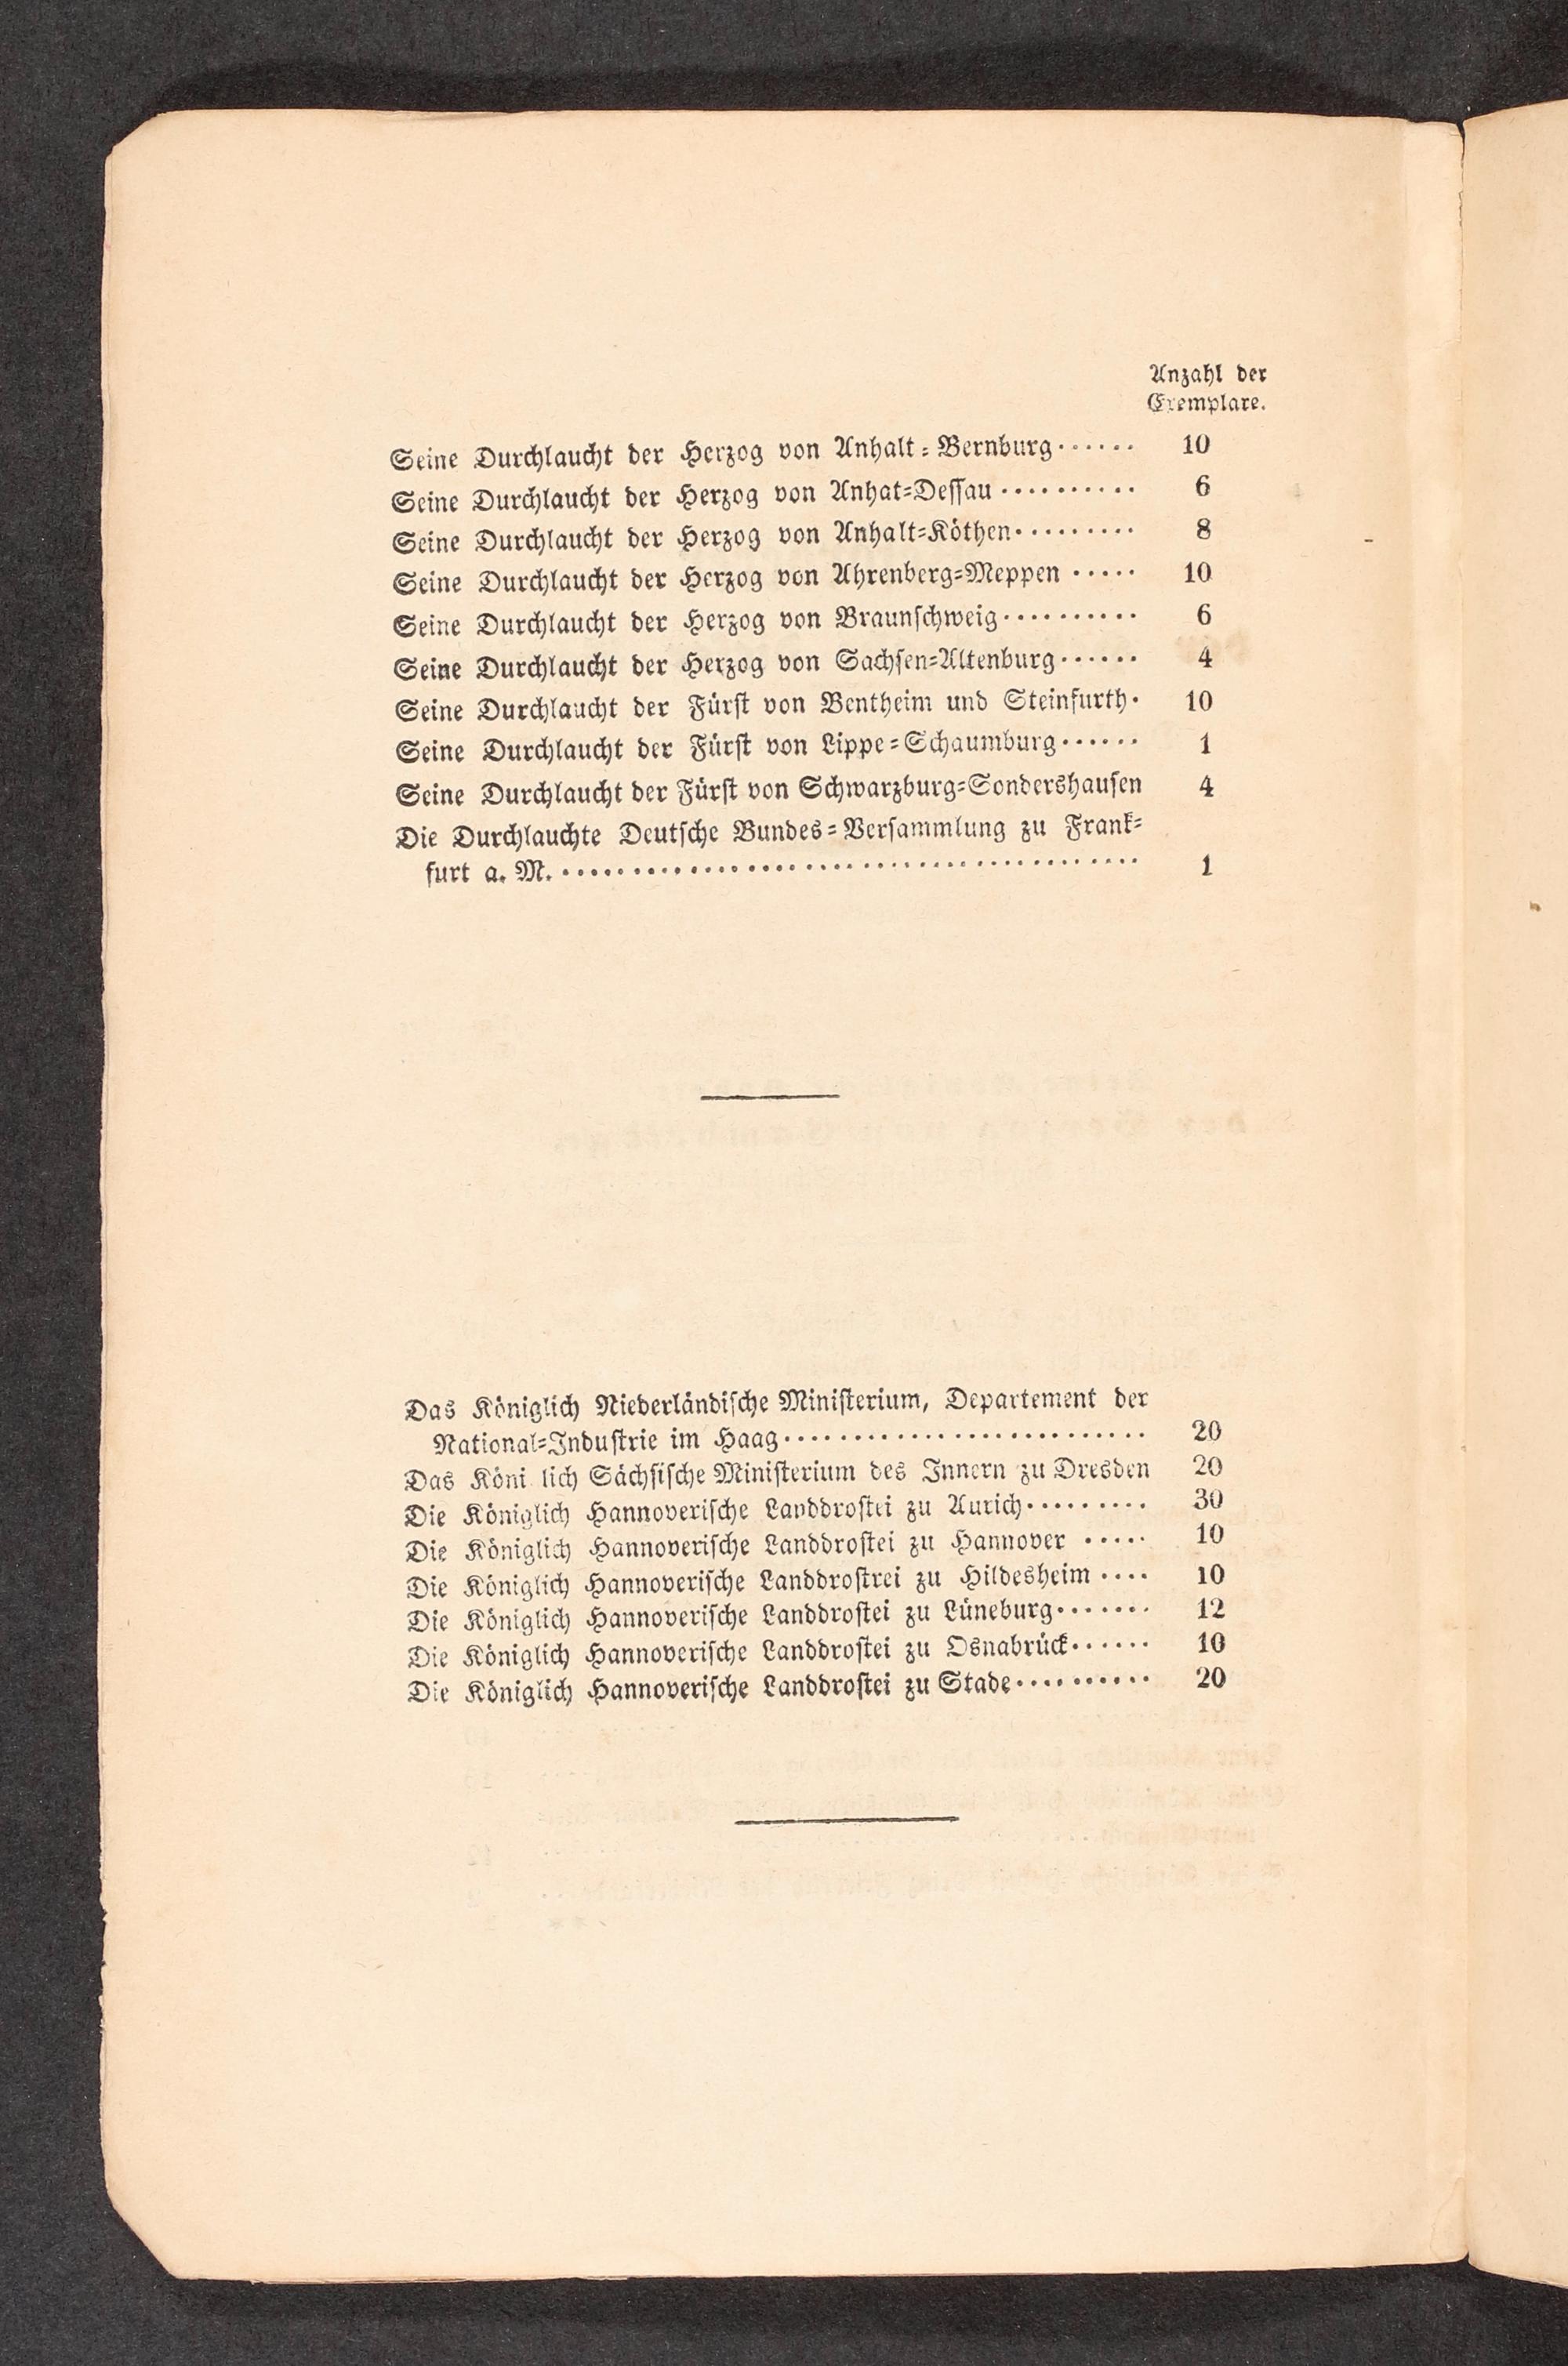 Anzahl der
Exemplare.
Seine Durchlaucht der Herzog von Anhalt-Bernburg······ 10
Seine Durchlaucht der Herzog von Anhat-Dessau·········· 6
Seine Durchlaucht der Herzog von Anhalt-Köthen········· 8
Seine Durchlaucht der Herzog von Ahrenberg-Meppen ····· 10
Seine Durchlaucht der Herzog von Braunschweig·········· 6
Seine Durchlaucht der Herzog von Sachsen-Altenburg······ 4
Seine Durchlaucht der Fürst von Bentheim und Steinfurth· 10
Seine Durchlaucht der Fürst von Lippe-Schaumburg······ 1
Seine Durchlaucht der Fürst von Schwarzburg-Sondershausen 4
Die Durchlauchte Deutsche Bundes-Versammlung zu Frank-
furt a. M.········································· 1
Das Königlich Niederländische Ministerium, Departement der
National-Industrie im Haag·························· 20
Das Köni lich Sächsische Ministerium des Innern zu Dresden 20
Die Königlich Hannoverische Landdrostei zu Aurich········· 30
Die Königlich Hannoverische Landdrostei zu Hannover ····· 10
Die Königlich Hannoverische Landdrostrei zu Hildesheim ···· 10
Die Königlich Hannoverische Landdrostei zu Lüneburg······· 12
Die Königlich Hannoverische Landdrostei zu Osnabrück······ 10
Die Königlich Hannoverische Landdrostei zu Stade·········· 20